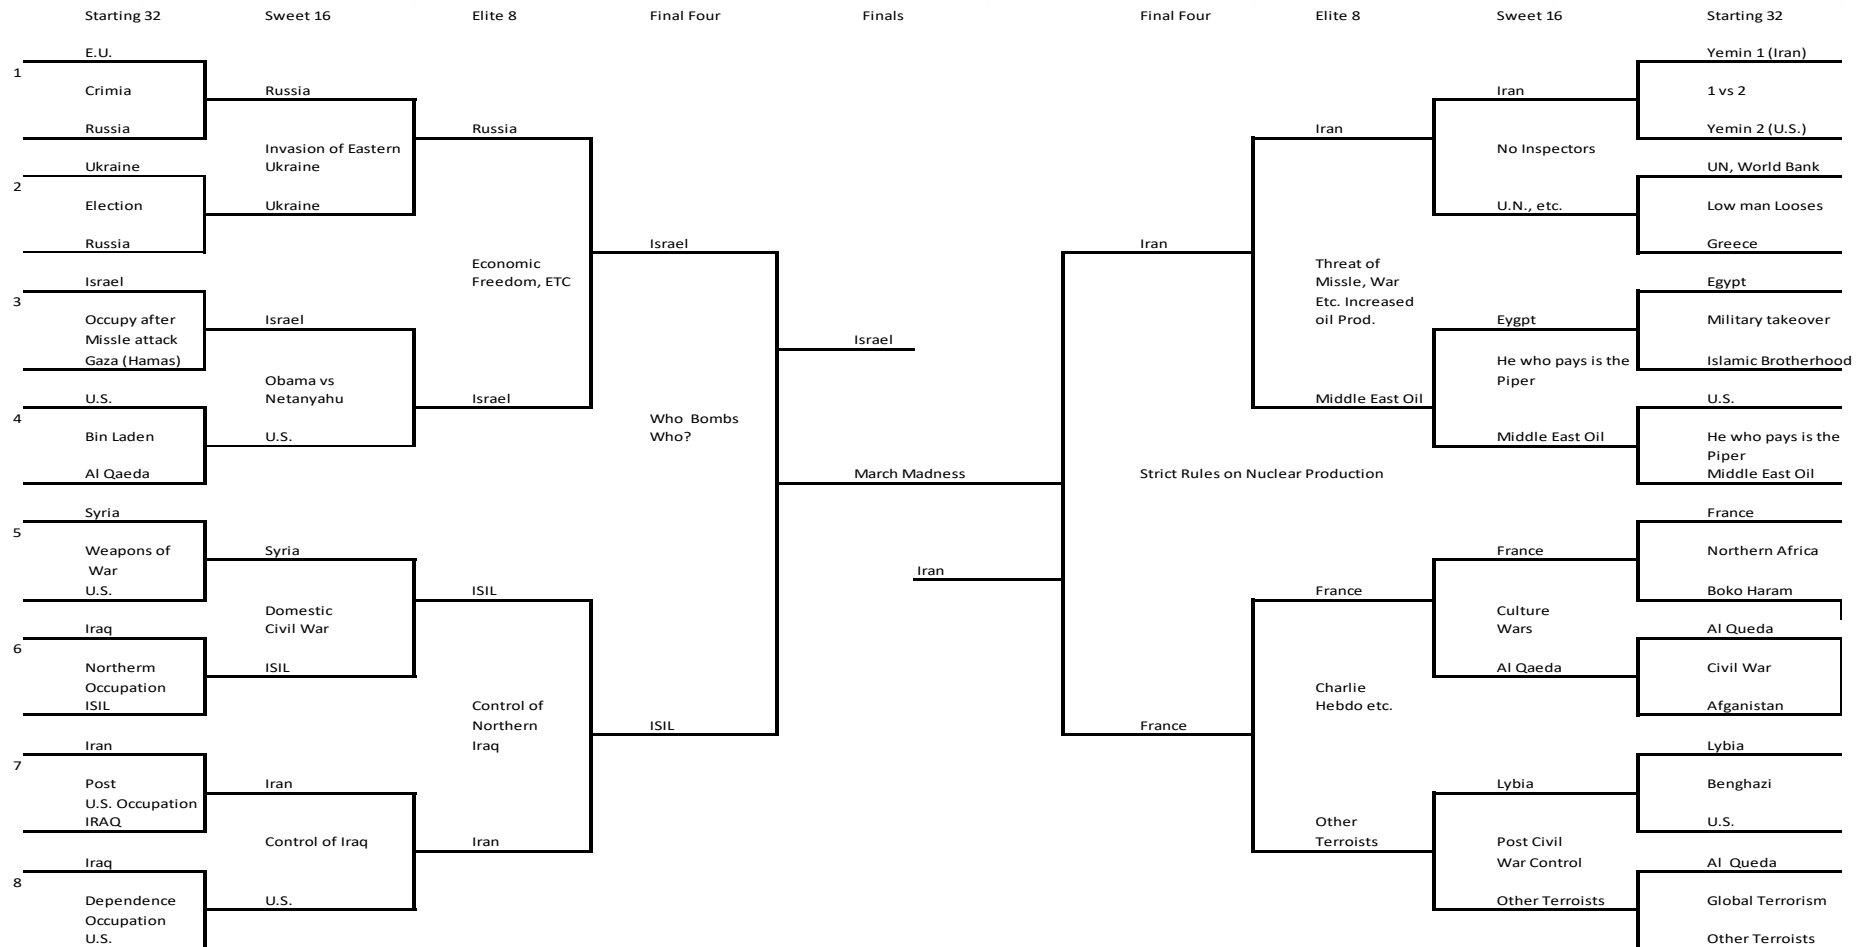 Starting 32
Sweet 16
Elite 8
Final Four
Finals
Final Four
Elite 8
Sweet 16
Starting 32
E.U.
1
Crimia
Russia
Ukraine
2
Election
Russia
Israel
3
Occupy after
Missle attack
Gaza (Hamas)
U.S.
4
Bin Laden
Al Qaeda
Syria
5
Weapons of
War
U.S.
Iraq
6
Northerm
Occupation
ISIL
Iran
7
Post
U.S. Occupation
IRAQ
Iraq
8
Dependence
Occupation
U.S.
Russia
Invasion of Eastern
Ukraine
Ukraine
Israel
Obama vs
Netanyahu
U.S.
Syria
Domestic
Civil War
ISIL
Iran
Control of Iraq
U.S.
Russia
Economic
Freedom, ETC
Israel
ISIL
Control of
Northern
Iraq
Iran
Israel
Who Bombs
Who?
ISIL
Israel
March Madness
Iran
Iran
Strict Rules on Nuclear Production
France
Iran
Threat of
Missle, War
Etc. Increased
oil Prod.
Middle East Oil
France
Charlie
Hebdo etc.
Other
Terroists
Iran
No Inspectors
U.N., etc.
Eygpt
He who pays is the
Piper
Middle East Oil
France
Culture
Wars
Al Qaeda
Lybia
Post Civil
War Control
Other Terroists
Yemin 1 (Iran)
1 vs 2
Yemin 2 (U.S.)
UN, World Bank
Low man Looses
Greece
Egypt
Military takeover
Islamic Brotherhood
U.S.
He who pays is the
Piper
Middle East Oil
France
Northern Africa
Boko Haram
Al Queda
Civil War
Afganistan
Lybia
Benghazi
U.S.
Al Queda
Global Terrorism
Other Terroists